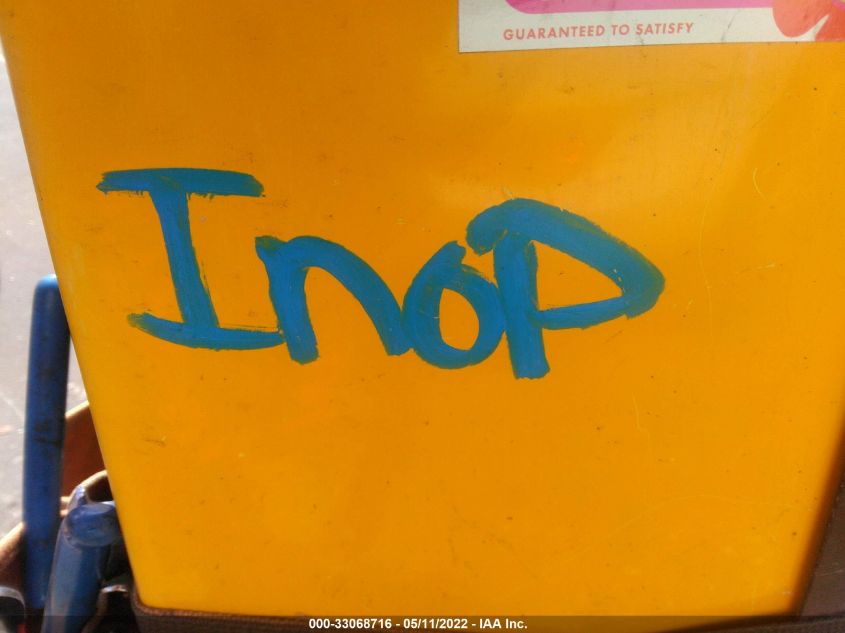 GUARANTEED TO SATISFY
InoP
000-33068716 - 05/11/2022 - IAA Inc.